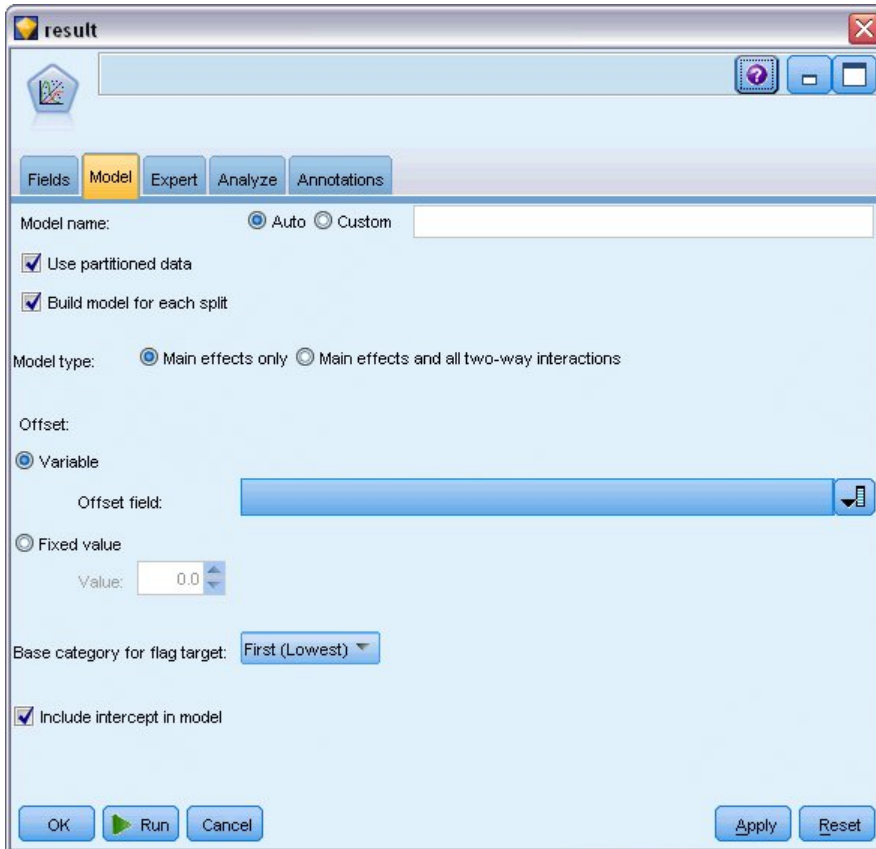 result
Fields Model Expert Analyze Annotations
Model name: Auto Custom
Use partitioned data
Build model for each split
Model type: Main effects only Main effects and all two-way interactions
Offset:
Variable
Offset field:
Fixed value
Value: 0.0
Base category for flag target: First (Lowest)
Include intercept in model
OK Run Cancel Apply Reset